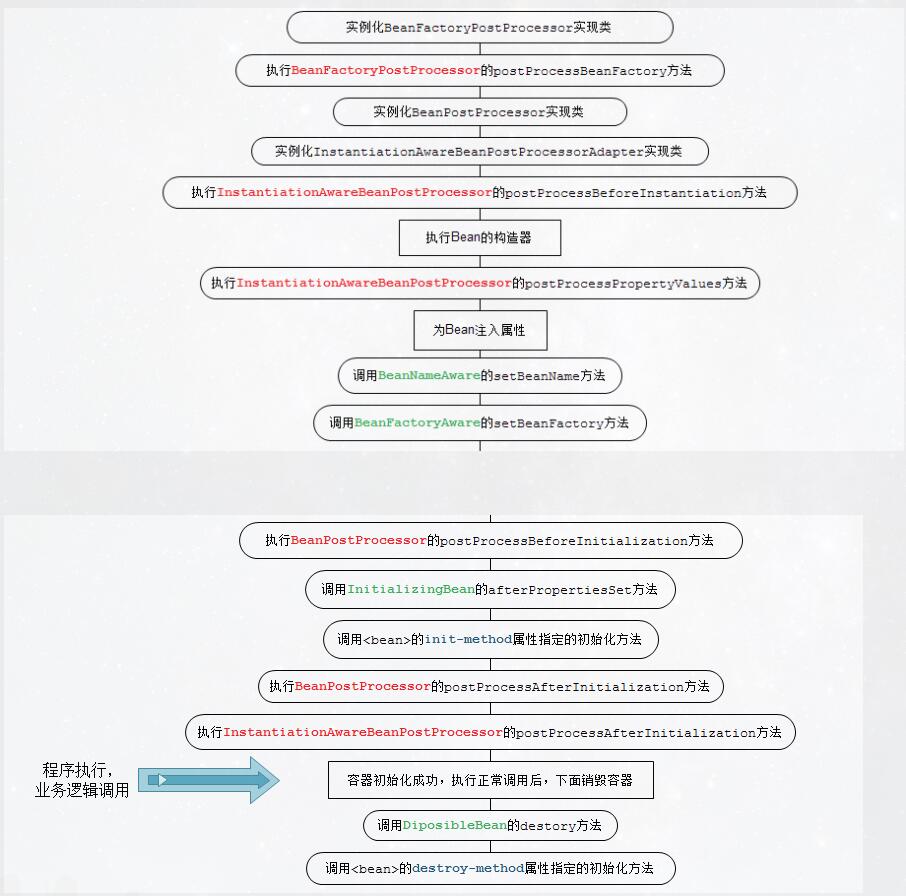 实例化BeanFactoryPostProcessor实现类
执行BeanFactoryPostProcessor的postProcessBeanFactory方法
实例化BeanPostProcessor实现类
实例化InstantiationAwareBeanPostProcessorAdapter实现类
执行InstantiationAwareBeanPostProcessor的postProcessBeforeInstantiation方法
执行Bean的构造器
执行InstantiationAwareBeanPostProcessor的postProcessPropertyValues方法
为Bean注入属性
调用BeanNameAware的setBeanName方法
调用BeanFactoryAware的setBeanFactory方法
执行BeanPostProcessor的postProcessBeforeInitialization方法
调用InitializingBean的afterPropertiesSet方法
调用<bean>的init-method属性指定的初始化方法
执行BeanPostProcessor的postProcessAfterInitialization方法
执行InstantiationAwareBeanPostProcessor的postProcessAfterInitialization方法
程序执行，
业务逻辑调用
容器初始化成功，执行正常调用后，下面销毁容器
调用DiposibleBean的destory方法
调用<bean>的destroy-method属性指定的初始化方法